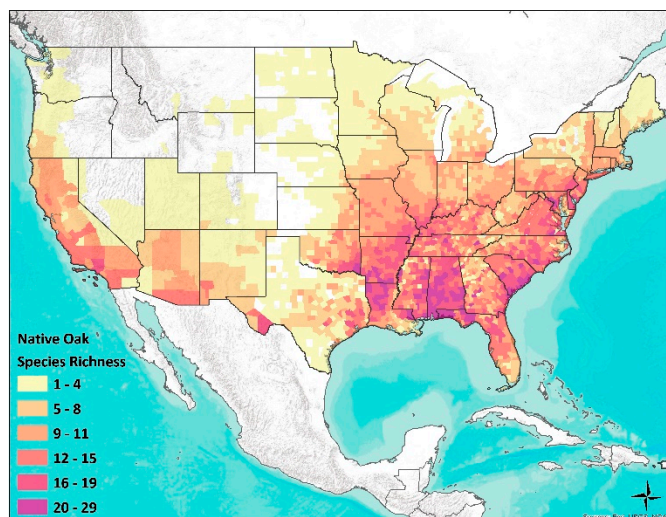 Native Oak
Species Richness
1 - 4
5 - 8
9 - 11
12 - 15
16 - 19
20 - 29